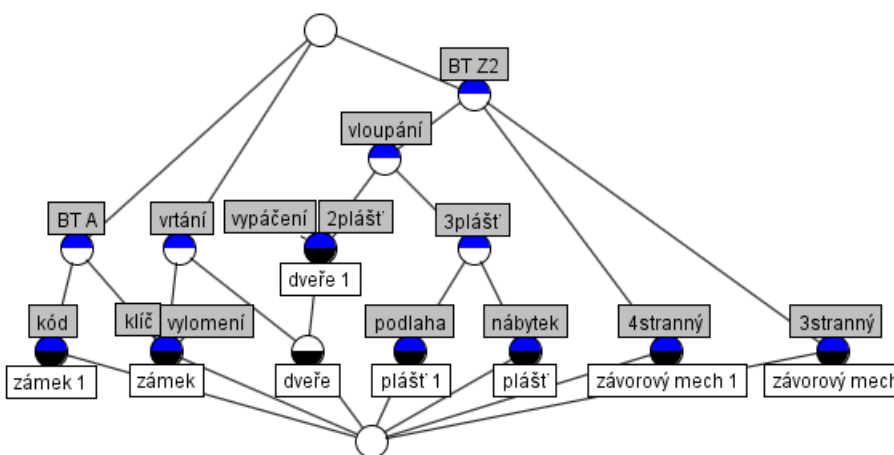 BT Z2
vloupání
BT A
vrtání
vypáčení
2plášť
3plášť
dveře 1
kód
klíč
vylomení
podlaha
nábytek
4stranný
3stranný
zámek 1
zámek
dveře
plášť 1
plášť
závorový mech 1
závorový mech